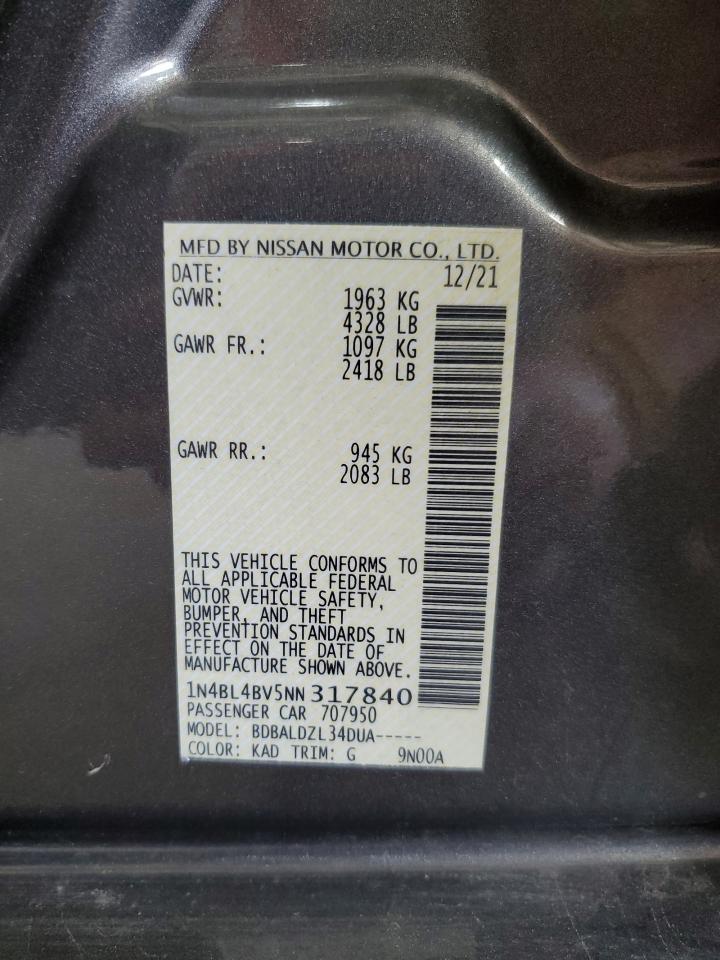 MFD BY NISSAN MOTOR CO., LTD.
DATE: 12/21
GVWR: 1963 KG
4328 LB
GAWR FR.: 1097 KG
2418 LB
GAWR RR.: 945 KG
2083 LB
THIS VEHICLE CONFORMS TO
ALL APPLICABLE FEDERAL
MOTOR VEHICLE SAFETY,
BUMPER, AND THEFT
PREVENTION STANDARDS IN
EFFECT ON THE DATE OF
MANUFACTURE SHOWN ABOVE.
1N4BL4BV5NN317840
PASSENGER CAR 707950
MODEL: BDBALDZL34DUA-----
COLOR: KAD TRIM: G 9N00A